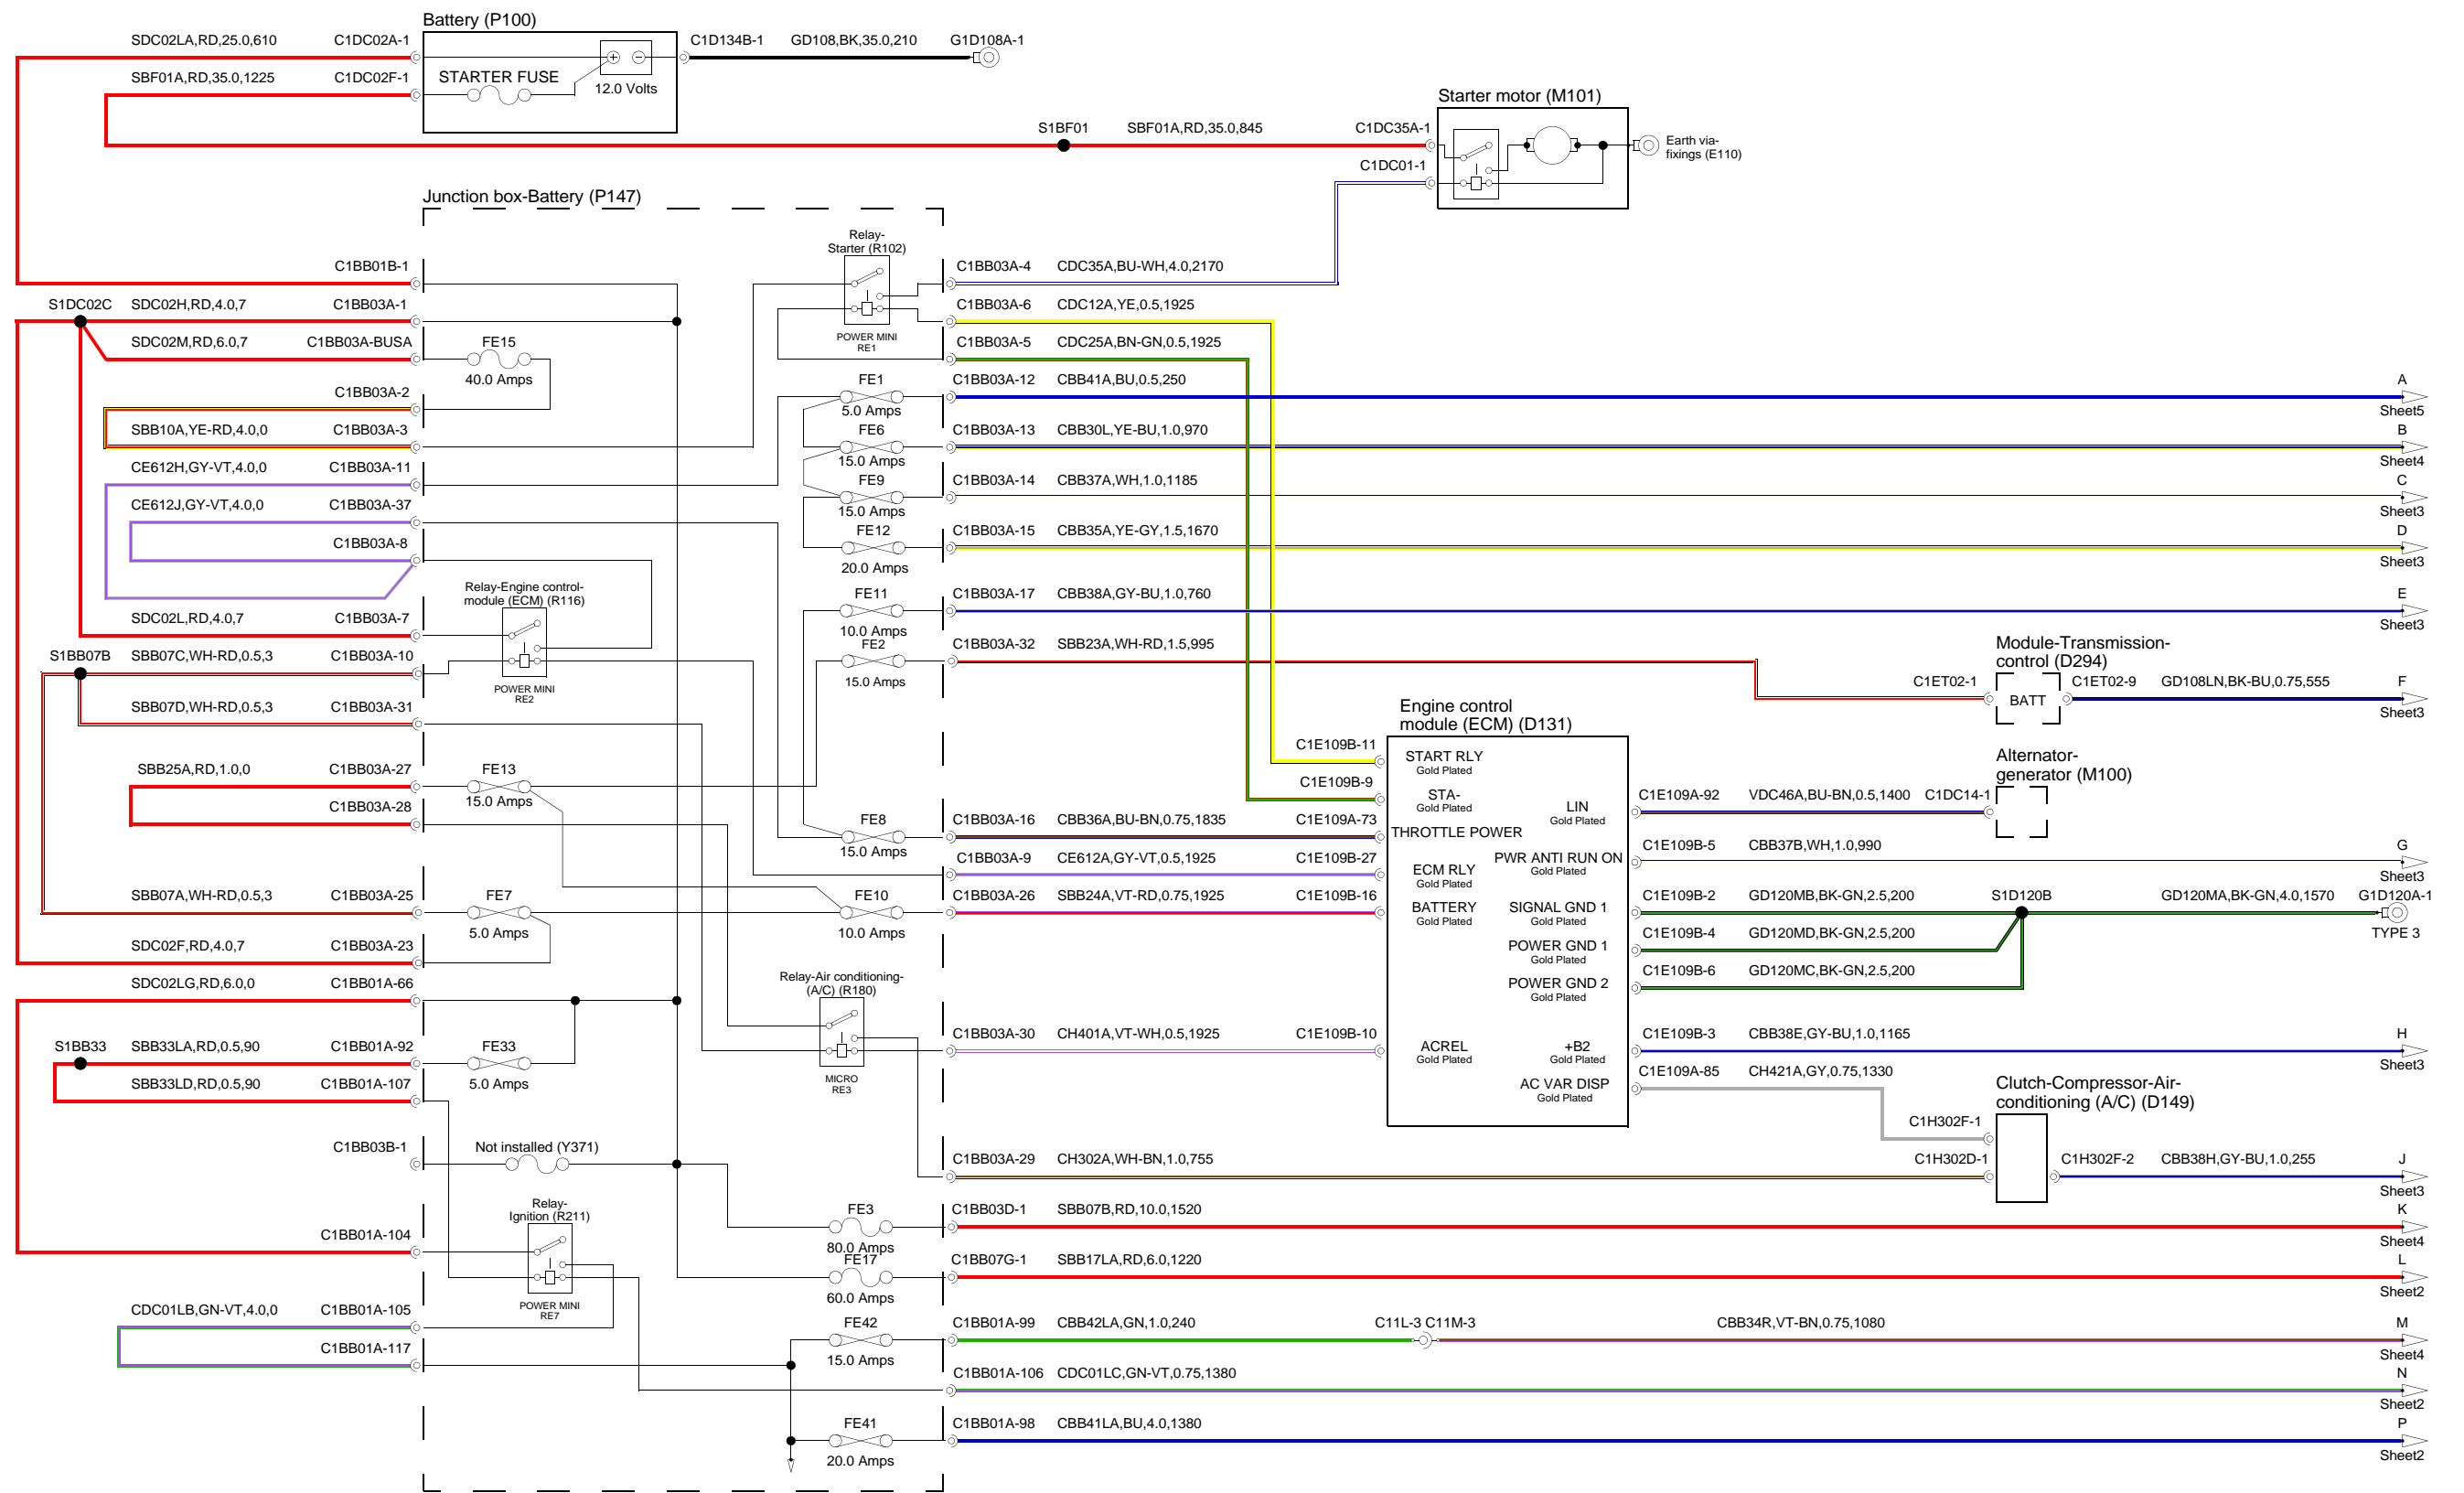 Battery (P100)
SDC02LA,RD,25.0,610
C1DC02A-1
C1D134B-1
GD108,BK,35.0,210
G1D108A-1
SBF01A,RD,35.0,1225
C1DC02F-1
STARTER FUSE
12.0 Volts
Starter motor (M101)
S1BF01
SBF01A,RD,35.0,845
C1DC35A-1
Earth via-
fixings (E110)
C1DC01-1
Junction box-Battery (P147)
Relay-
Starter (R102)
POWER MINI
RE1
C1BB01B-1
C1BB03A-4
CDC35A,BU-WH,4.0,2170
S1DC02C
SDC02H,RD,4.0,7
C1BB03A-1
C1BB03A-6
CDC12A,YE,0.5,1925
SDC02M,RD,6.0,7
C1BB03A-BUSA
FE15
40.0 Amps
C1BB03A-5
CDC25A,BN-GN,0.5,1925
C1BB03A-2
FE1
5.0 Amps
C1BB03A-12
CBB41A,BU,0.5,250
A
Sheet5
SBB10A,YE-RD,4.0,0
C1BB03A-3
FE6
15.0 Amps
C1BB03A-13
CBB30L,YE-BU,1.0,970
B
Sheet4
CE612H,GY-VT,4.0,0
C1BB03A-11
FE9
15.0 Amps
C1BB03A-14
CBB37A,WH,1.0,1185
C
Sheet3
CE612J,GY-VT,4.0,0
C1BB03A-37
FE12
20.0 Amps
C1BB03A-15
CBB35A,YE-GY,1.5,1670
D
Sheet3
C1BB03A-8
Relay-Engine control-
module (ECM) (R116)
POWER MINI
RE2
FE11
10.0 Amps
C1BB03A-17
CBB38A,GY-BU,1.0,760
E
Sheet3
SDC02L,RD,4.0,7
C1BB03A-7
FE2
15.0 Amps
C1BB03A-32
SBB23A,WH-RD,1.5,995
Module-Transmission-
control (D294)
C1ET02-1
BATT
C1ET02-9
GD108LN,BK-BU,0.75,555
F
Sheet3
S1BB07B
SBB07C,WH-RD,0.5,3
C1BB03A-10
SBB07D,WH-RD,0.5,3
C1BB03A-31
Engine control
module (ECM) (D131)
C1E109B-11
START RLY
Gold Plated
C1E109B-9
STA-
Gold Plated
Alternator-
generator (M100)
SBB25A,RD,1.0,0
C1BB03A-27
FE13
15.0 Amps
C1BB03A-28
LIN
Gold Plated
C1E109A-92
VDC46A,BU-BN,0.5,1400
C1DC14-1
FE8
15.0 Amps
C1BB03A-16
CBB36A,BU-BN,0.75,1835
C1E109A-73
THROTTLE POWER
C1BB03A-9
CE612A,GY-VT,0.5,1925
C1E109B-27
ECM RLY
Gold Plated
PWR ANTI RUN ON
Gold Plated
C1E109B-5
CBB37B,WH,1.0,990
G
Sheet3
SBB07A,WH-RD,0.5,3
C1BB03A-25
FE7
5.0 Amps
FE10
10.0 Amps
C1BB03A-26
SBB24A,VT-RD,0.75,1925
C1E109B-16
BATTERY
Gold Plated
SIGNAL GND 1
Gold Plated
C1E109B-2
GD120MB,BK-GN,2.5,200
S1D120B
GD120MA,BK-GN,4.0,1570
G1D120A-1
TYPE 3
SDC02F,RD,4.0,7
C1BB03A-23
POWER GND 1
Gold Plated
C1E109B-4
GD120MD,BK-GN,2.5,200
SDC02LG,RD,6.0,0
C1BB01A-66
Relay-Air conditioning-
(A/C) (R180)
MICRO
RE3
POWER GND 2
Gold Plated
C1E109B-6
GD120MC,BK-GN,2.5,200
S1BB33
SBB33LA,RD,0.5,90
C1BB01A-92
FE33
5.0 Amps
C1BB03A-30
CH401A,VT-WH,0.5,1925
C1E109B-10
ACREL
Gold Plated
+B2
Gold Plated
C1E109B-3
CBB38E,GY-BU,1.0,1165
H
Sheet3
SBB33LD,RD,0.5,90
C1BB01A-107
AC VAR DISP
Gold Plated
C1E109A-85
CH421A,GY,0.75,1330
Clutch-Compressor-Air-
conditioning (A/C) (D149)
C1H302F-1
C1BB03B-1
Not installed (Y371)
C1BB03A-29
CH302A,WH-BN,1.0,755
C1H302D-1
C1H302F-2
CBB38H,GY-BU,1.0,255
J
Sheet3
Relay-
Ignition (R211)
POWER MINI
RE7
FE3
80.0 Amps
C1BB03D-1
SBB07B,RD,10.0,1520
K
Sheet4
C1BB01A-104
FE17
60.0 Amps
C1BB07G-1
SBB17LA,RD,6.0,1220
L
Sheet2
CDC01LB,GN-VT,4.0,0
C1BB01A-105
FE42
15.0 Amps
C1BB01A-99
CBB42LA,GN,1.0,240
C11L-3 C11M-3
CBB34R,VT-BN,0.75,1080
M
Sheet4
C1BB01A-117
C1BB01A-106
CDC01LC,GN-VT,0.75,1380
N
Sheet2
FE41
20.0 Amps
C1BB01A-98
CBB41LA,BU,4.0,1380
P
Sheet2